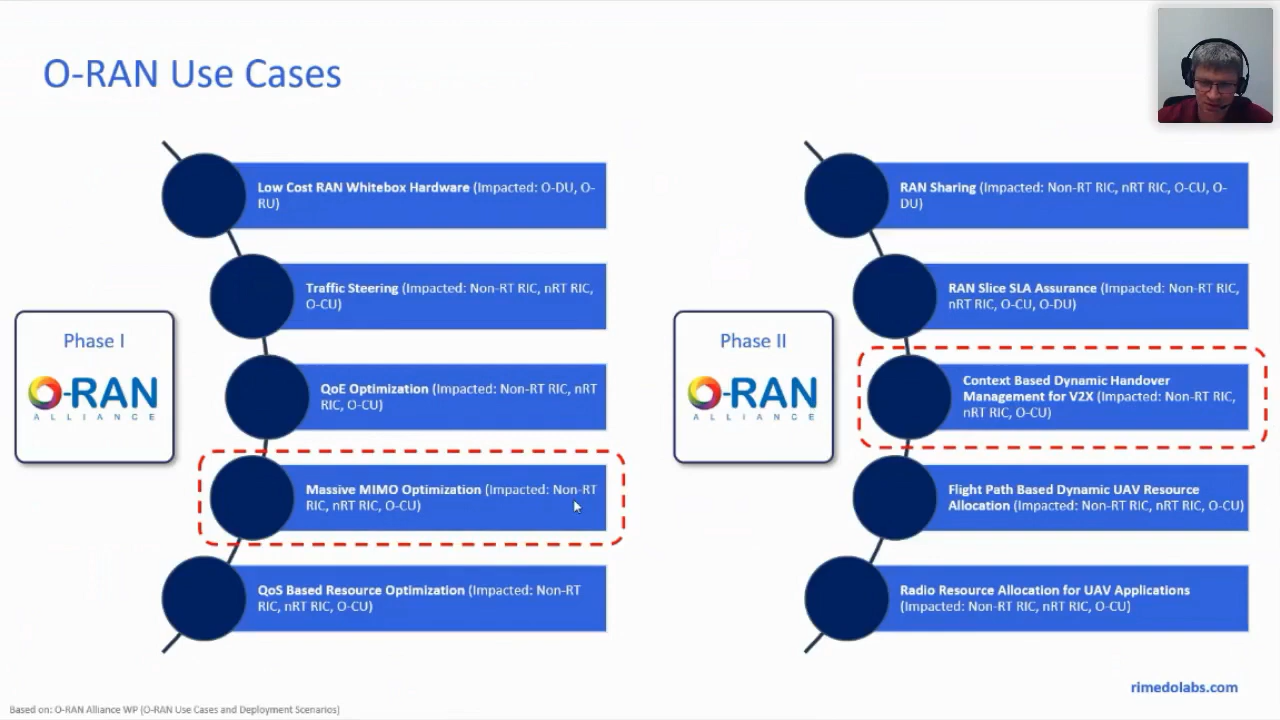 O-RAN Use Cases
Low Cost RAN Whitebox Hardware (Impacted: O-DU, O-
RU)
Traffic Steering (Impacted: Non-RT RIC, nRT RIC,
O-CU)
Phase I
O-RAN
ALLIANCE
QoE Optimization (Impacted: Non-RT RIC, nRT
RIC, O-CU)
Massive MIMO Optimization (Impacted: Non-RT
RIC, nRT RIC, O-CU)
QoS Based Resource Optimization (Impacted: Non-RT
RIC, nRT RIC, O-CU)
RAN Sharing (Impacted: Non-RT RIC, nRT RIC, O-CU, O-
DU)
RAN Slice SLA Assurance (Impacted: Non-RT RIC,
nRT RIC, O-CU, O-DU)
Phase II
O-RAN
ALLIANCE
Context Based Dynamic Handover
Management for V2X (Impacted: Non-RT RIC,
nRT RIC, O-CU)
Flight Path Based Dynamic UAV Resource
Allocation (Impacted: Non-RT RIC, nRT RIC, O-CU)
Radio Resource Allocation for UAV Applications
(Impacted: Non-RT RIC, nRT RIC, O-CU)
rimedolabs.com
Based on: O-RAN Alliance WP (O-RAN Use Cases and Deployment Scenarios)